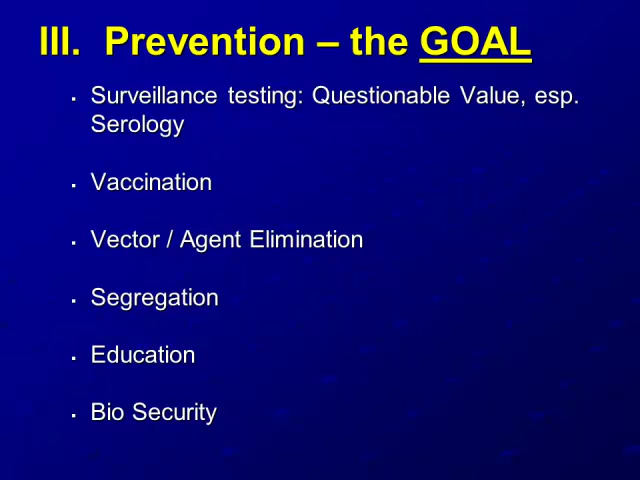 III. Prevention – the GOAL
▪ Surveillance testing: Questionable Value, esp.
Serology
▪ Vaccination
▪ Vector / Agent Elimination
▪ Segregation
▪ Education
▪ Bio Security